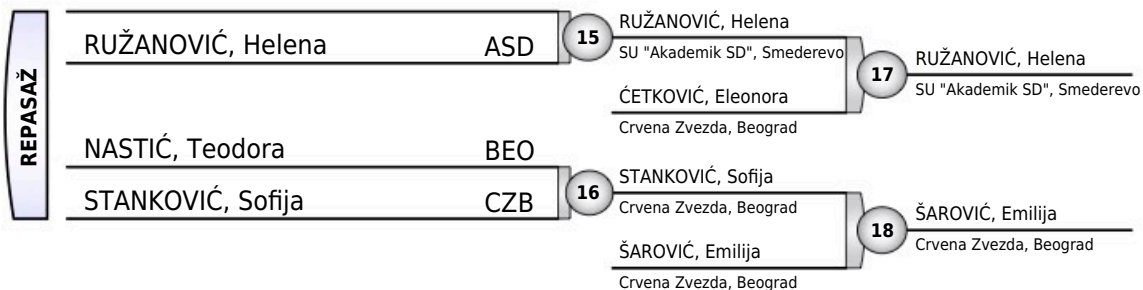 REPASAŽ
RUŽANOVIĆ, Helena ASD
NASTIĆ, Teodora BEO
STANKOVIĆ, Sofija CZB
15
RUŽANOVIĆ, Helena
SU "Akademik SD", Smederevo
ĆETKOVIĆ, Eleonora
Crvena Zvezda, Beograd
16
STANKOVIĆ, Sofija
Crvena Zvezda, Beograd
ŠAROVIĆ, Emilija
Crvena Zvezda, Beograd
17
RUŽANOVIĆ, Helena
SU "Akademik SD", Smederevo
18
ŠAROVIĆ, Emilija
Crvena Zvezda, Beograd